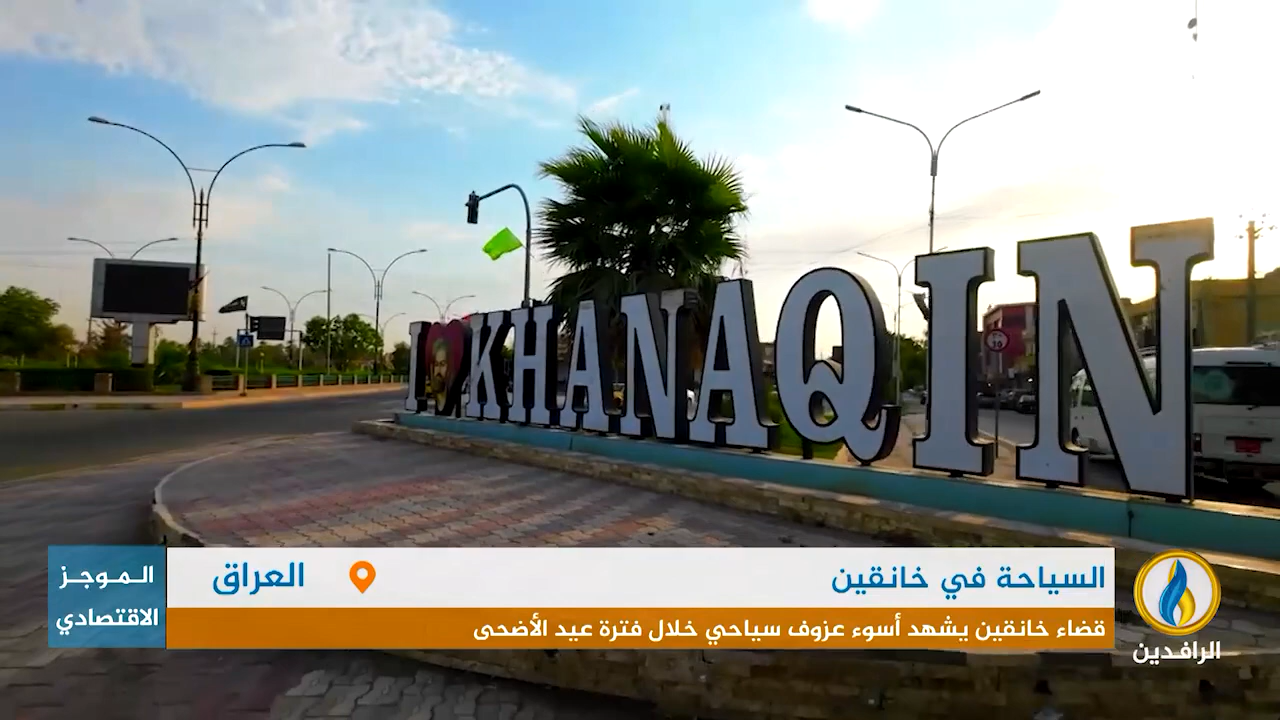 I KHANAQIN
السياحة في خانقين
العراق
قضاء خانقين يشهد أسوء عزوف سياحي خلال فترة عيد الأضحى
الموجز
الاقتصادي
الرافدين